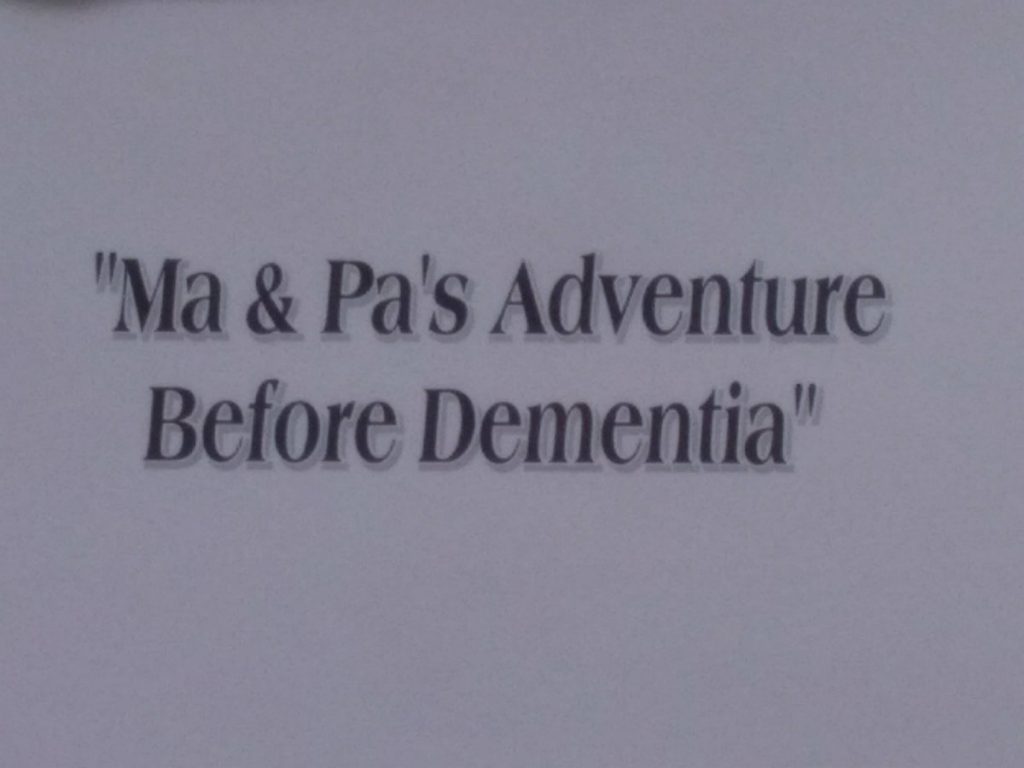 "Ma & Pa's Adventure
Before Dementia"